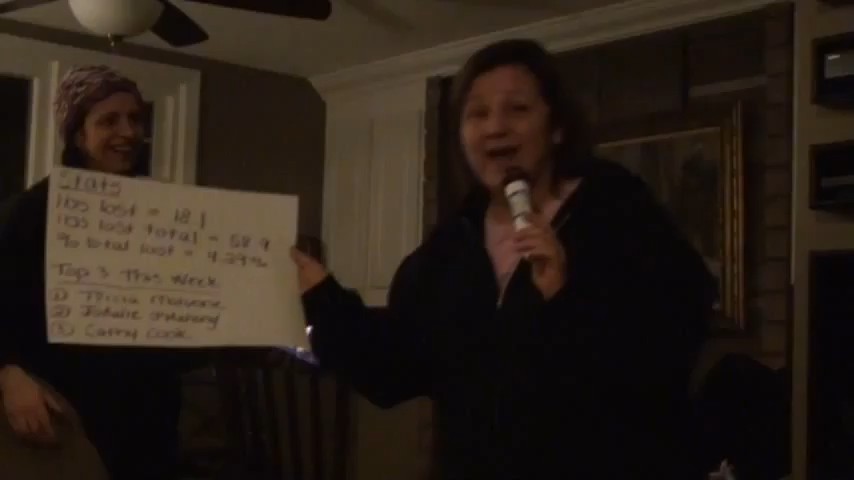 Stats
lbs lost = 18.1
lbs lost total = 58.9
% total lost = 4.29%
Top 3 This Week
① Tricia
②
③ Cathy Cook